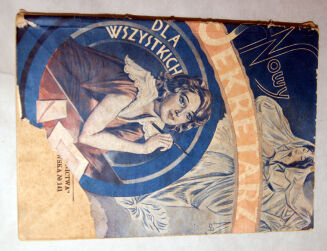 Nowy
SEKRETARZ
DLA
WSZYSTKICH